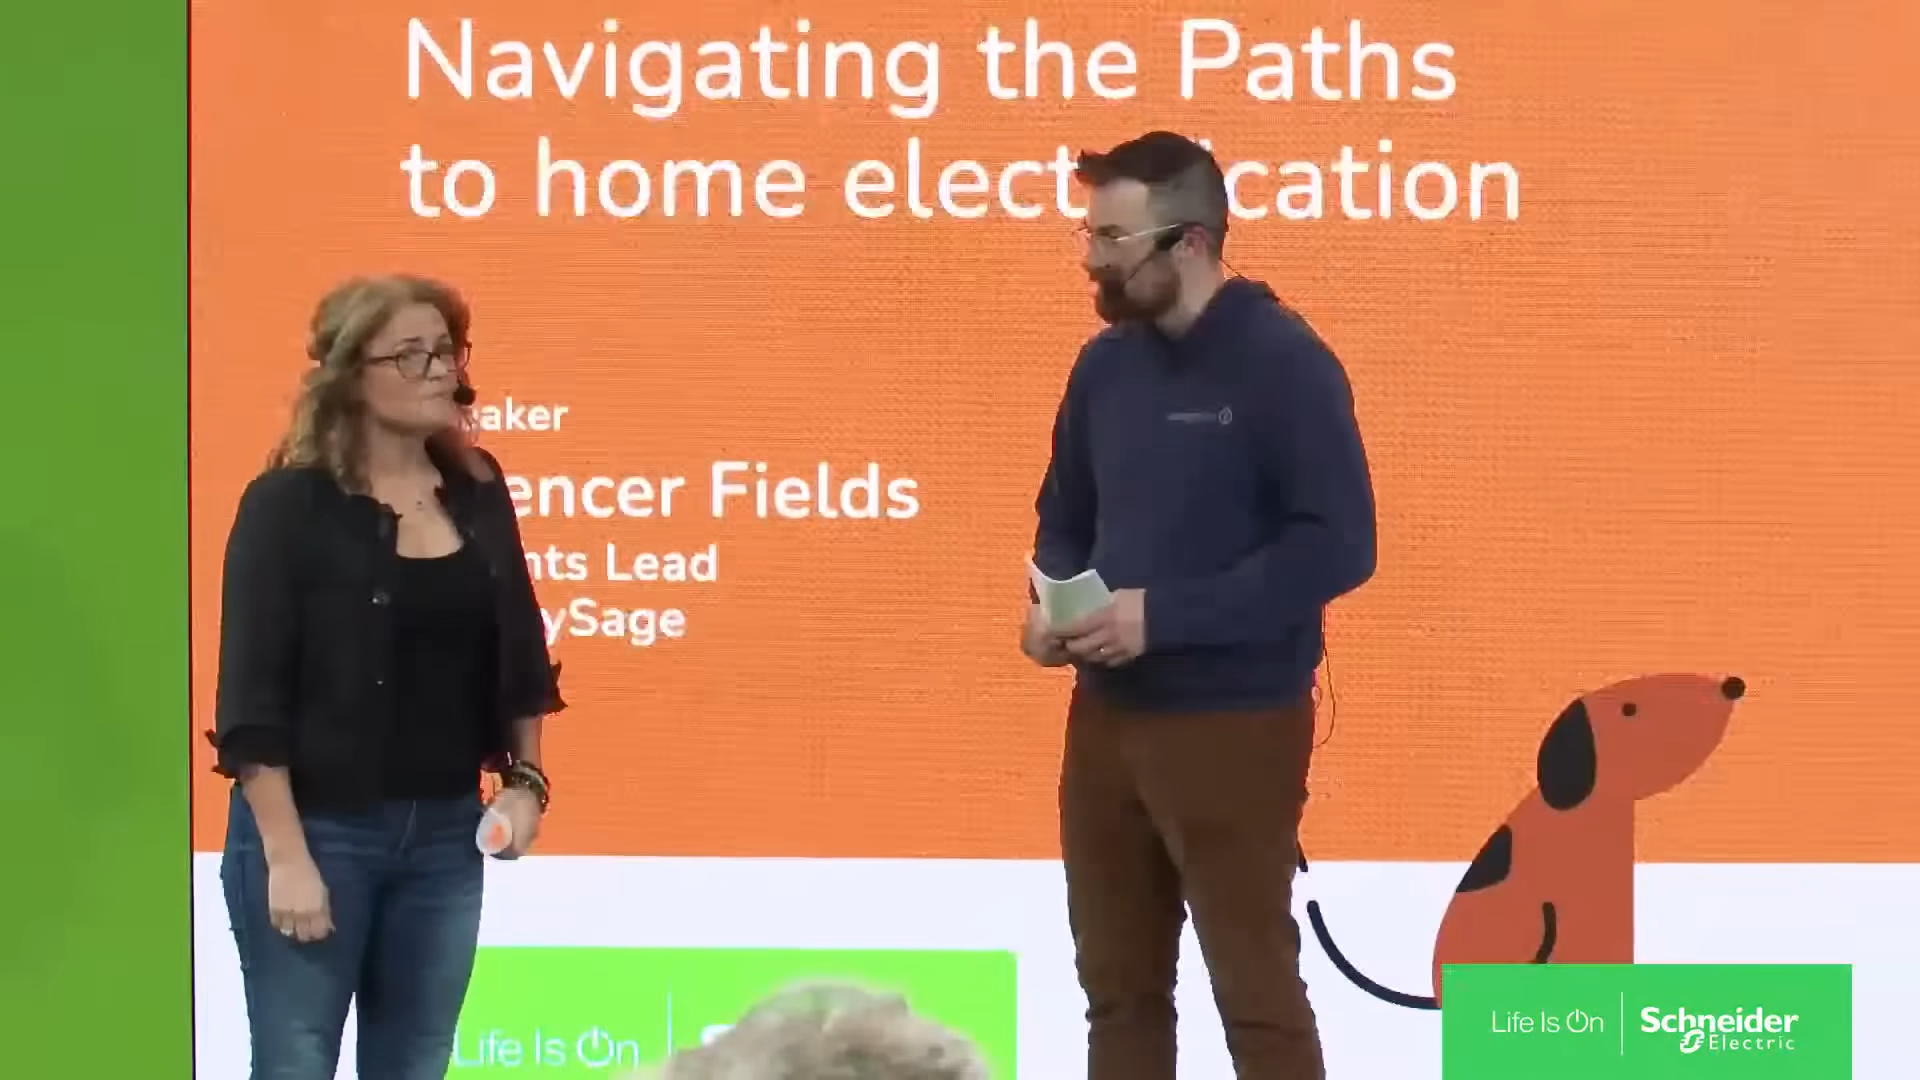 Navigating the Paths
to home elect cation
aker
encer Fields
nts Lead
ySage
Life Is On
Life Is On
Schneider
Electric